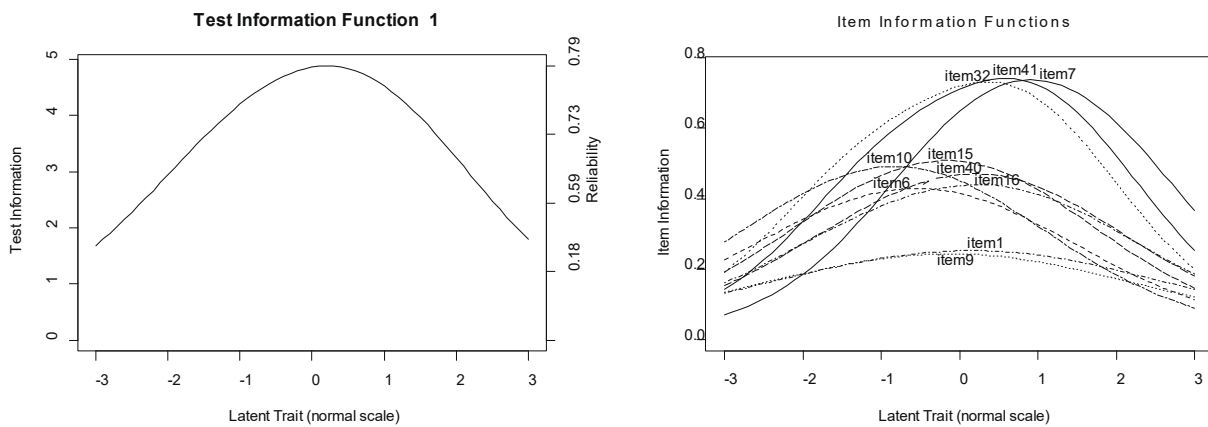 Test Information Function 1
Test Information
5
4
3
2
1
0
0.79
0.73
0.59
0.18
Reliability
-3 -2 -1 0 1 2 3
Latent Trait (normal scale)
Item Information Functions
Item Information
0.8
0.6
0.4
0.2
0.0
item32
item41
item7
item10
item15
item40
item6
item16
item1
item9
-3 -2 -1 0 1 2 3
Latent Trait (normal scale)